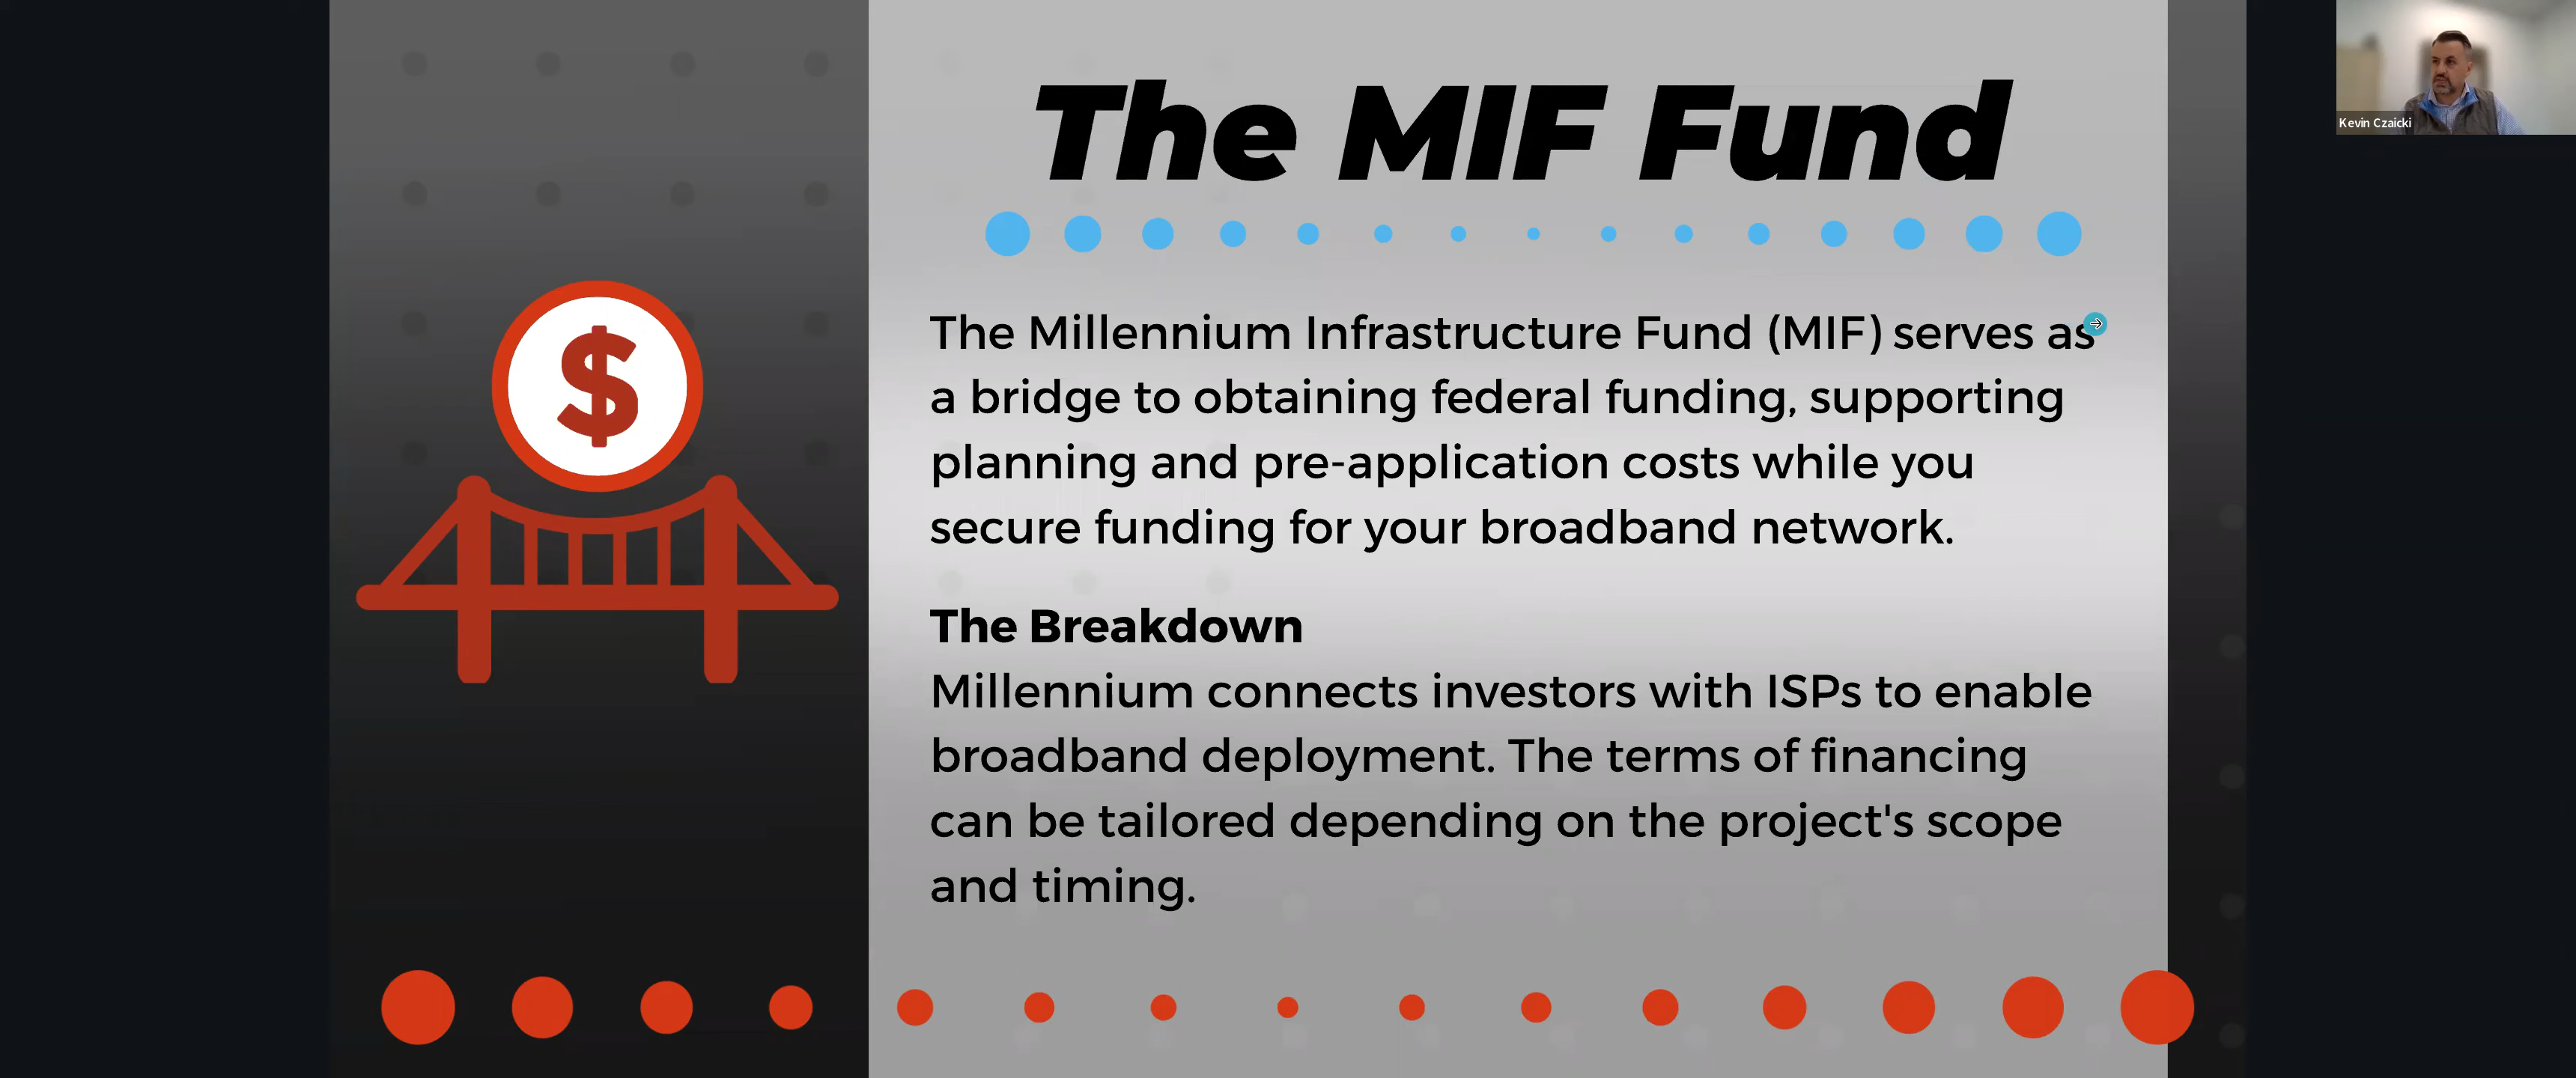 The MIF Fund
The Millennium Infrastructure Fund (MIF) serves as
a bridge to obtaining federal funding, supporting
planning and pre-application costs while you
secure funding for your broadband network.
The Breakdown
Millennium connects investors with ISPs to enable
broadband deployment. The terms of financing
can be tailored depending on the project's scope
and timing.
$
Kevin Czaicki